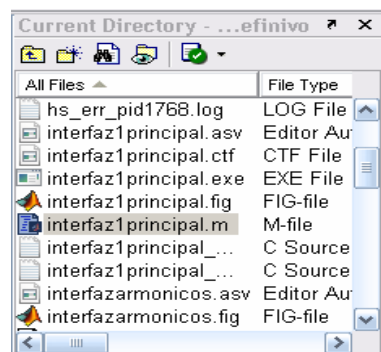 Current Directory - ...efinivo
All Files File Type
hs_err_pid1768.log LOG File
interfaz1principal.asv Editor Au
interfaz1principal.ctf CTF File
interfaz1principal.exe EXE File
interfaz1principal.fig FIG-file
interfaz1principal.m M-file
interfaz1principal_... C Source
interfaz1principal_... C Source
interfazarmonicos.asv Editor Au
interfazarmonicos.fig FIG-file